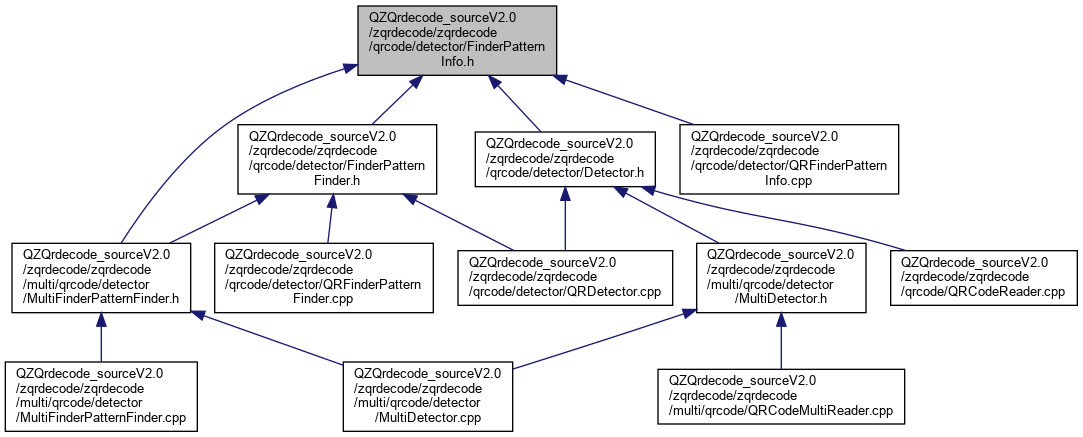 QZQrdecode_sourceV2.0
/zqrdecode/zqrdecode
/qrcode/detector/FinderPattern
Info.h
QZQrdecode_sourceV2.0
/zqrdecode/zqrdecode
/qrcode/detector/FinderPattern
Finder.h
QZQrdecode_sourceV2.0
/zqrdecode/zqrdecode
/qrcode/detector/Detector.h
QZQrdecode_sourceV2.0
/zqrdecode/zqrdecode
/qrcode/detector/QRFinderPattern
Info.cpp
QZQrdecode_sourceV2.0
/zqrdecode/zqrdecode
/multi/qrcode/detector
/MultiFinderPatternFinder.h
QZQrdecode_sourceV2.0
/zqrdecode/zqrdecode
/qrcode/detector/QRFinderPattern
Finder.cpp
QZQrdecode_sourceV2.0
/zqrdecode/zqrdecode
/qrcode/detector/QRDetector.cpp
QZQrdecode_sourceV2.0
/zqrdecode/zqrdecode
/multi/qrcode/detector
/MultiDetector.h
QZQrdecode_sourceV2.0
/zqrdecode/zqrdecode
/qrcode/QRCodeReader.cpp
QZQrdecode_sourceV2.0
/zqrdecode/zqrdecode
/multi/qrcode/detector
/MultiFinderPatternFinder.cpp
QZQrdecode_sourceV2.0
/zqrdecode/zqrdecode
/multi/qrcode/detector
/MultiDetector.cpp
QZQrdecode_sourceV2.0
/zqrdecode/zqrdecode
/multi/qrcode/QRCodeMultiReader.cpp